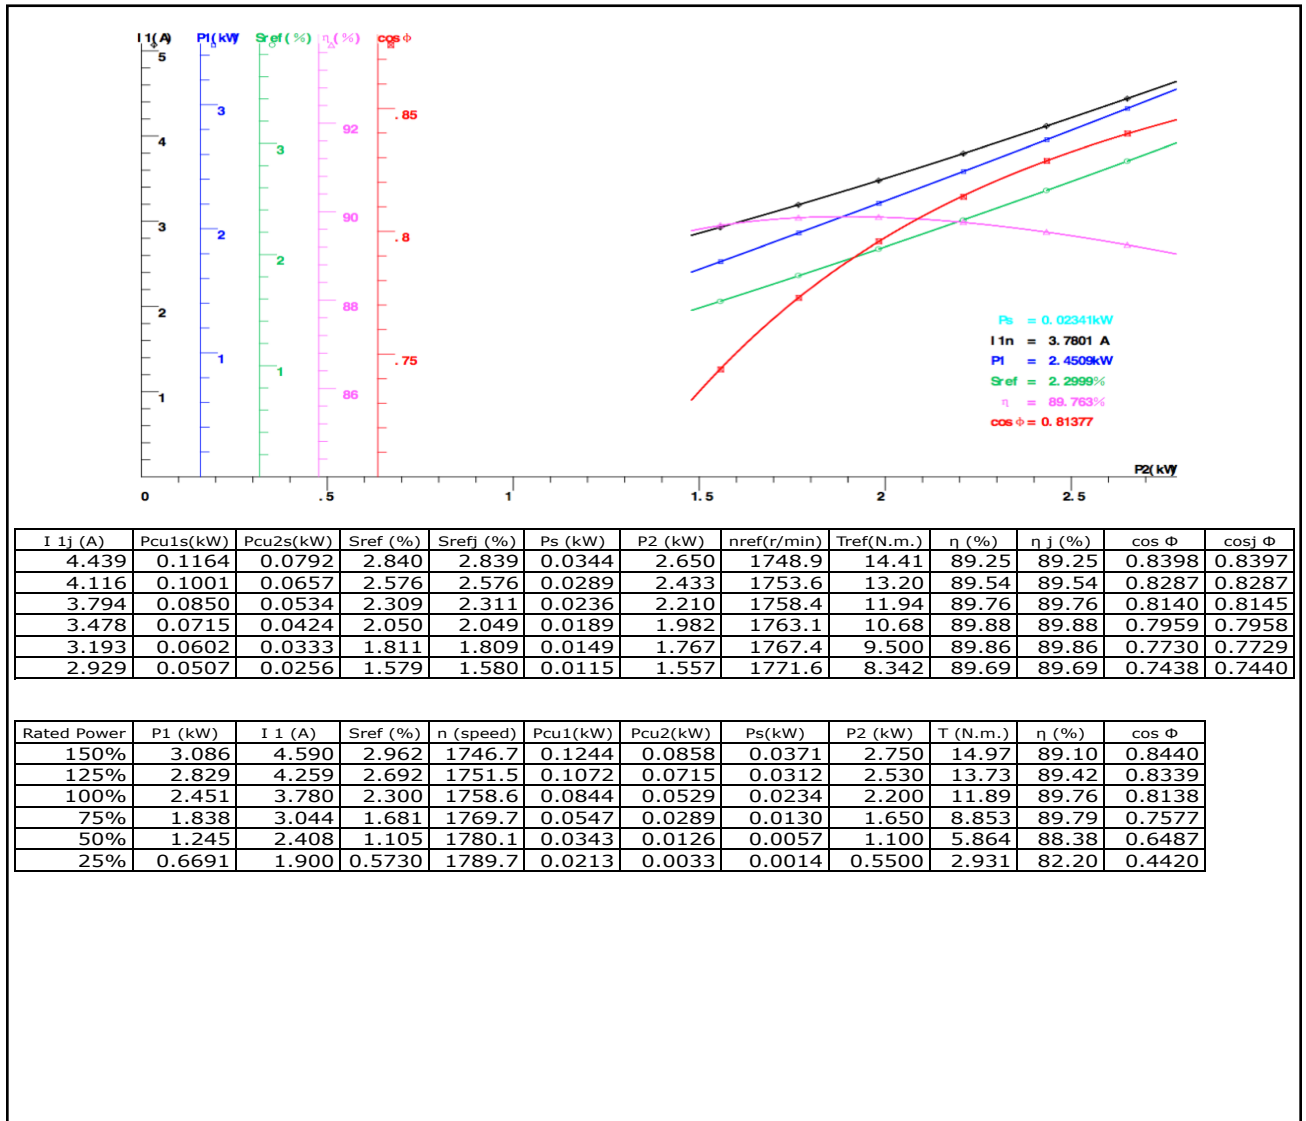 I1(A) P1(kW) Sref(%) η(%) cosϕ
5
3 .85
92
4
3
90
3
2 .8
2
88
2
1 .75
1
86
1
Ps = 0.02341kW
I1n = 3.7801 A
P1 = 2.4509kW
Sref = 2.2999%
η = 89.763%
cosϕ = 0.81377
P2(kW)
0 .5 1 1.5 2 2.5
I 1j (A) Pcu1s(kW) Pcu2s(kW) Sref (%) Srefj (%) Ps (kW) P2 (kW) nref(r/min) Tref(N.m.) η (%) η j (%) cos Φ cosj Φ
4.439 0.1164 0.0792 2.840 2.839 0.0344 2.650 1748.9 14.41 89.25 89.25 0.8398 0.8397
4.116 0.1001 0.0657 2.576 2.576 0.0289 2.433 1753.6 13.20 89.54 89.54 0.8287 0.8287
3.794 0.0850 0.0534 2.309 2.311 0.0236 2.210 1758.4 11.94 89.76 89.76 0.8140 0.8145
3.478 0.0715 0.0424 2.050 2.049 0.0189 1.982 1763.1 10.68 89.88 89.88 0.7959 0.7958
3.193 0.0602 0.0333 1.811 1.809 0.0149 1.767 1767.4 9.500 89.86 89.86 0.7730 0.7729
2.929 0.0507 0.0256 1.579 1.580 0.0115 1.557 1771.6 8.342 89.69 89.69 0.7438 0.7440
Rated Power P1 (kW) I 1 (A) Sref (%) n (speed) Pcu1(kW) Pcu2(kW) Ps(kW) P2 (kW) T (N.m.) η (%) cos Φ
150% 3.086 4.590 2.962 1746.7 0.1244 0.0858 0.0371 2.750 14.97 89.10 0.8440
125% 2.829 4.259 2.692 1751.5 0.1072 0.0715 0.0312 2.530 13.73 89.42 0.8339
100% 2.451 3.780 2.300 1758.6 0.0844 0.0529 0.0234 2.200 11.89 89.76 0.8138
75% 1.838 3.044 1.681 1769.7 0.0547 0.0289 0.0130 1.650 8.853 89.79 0.7577
50% 1.245 2.408 1.105 1780.1 0.0343 0.0126 0.0057 1.100 5.864 88.38 0.6487
25% 0.6691 1.900 0.5730 1789.7 0.0213 0.0033 0.0014 0.5500 2.931 82.20 0.4420